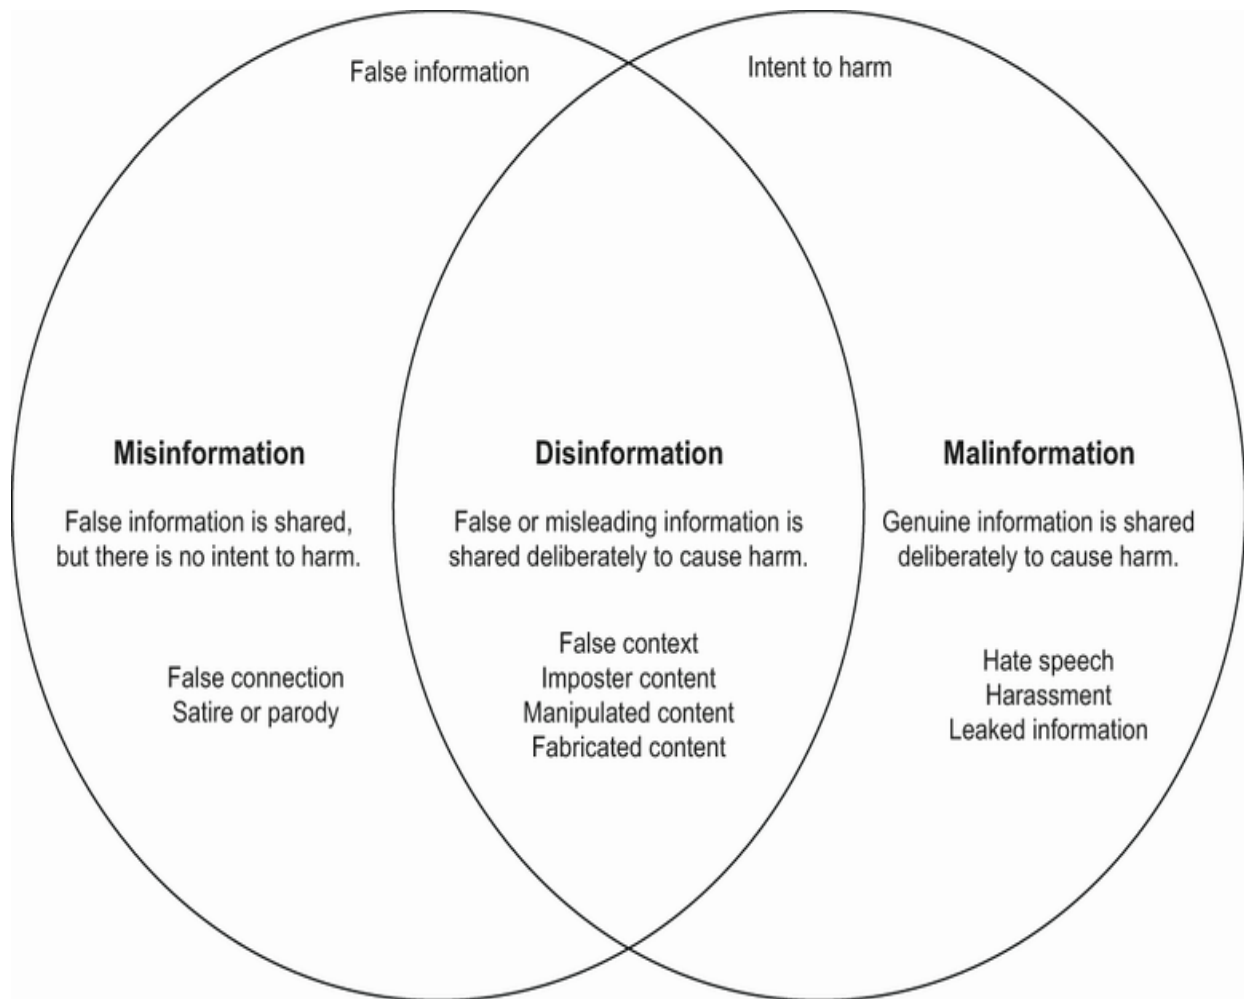 False information
Intent to harm
Misinformation
False information is shared,
but there is no intent to harm.
False connection
Satire or parody
Disinformation
False or misleading information is
shared deliberately to cause harm.
False context
Imposter content
Manipulated content
Fabricated content
Malinformation
Genuine information is shared
deliberately to cause harm.
Hate speech
Harassment
Leaked information